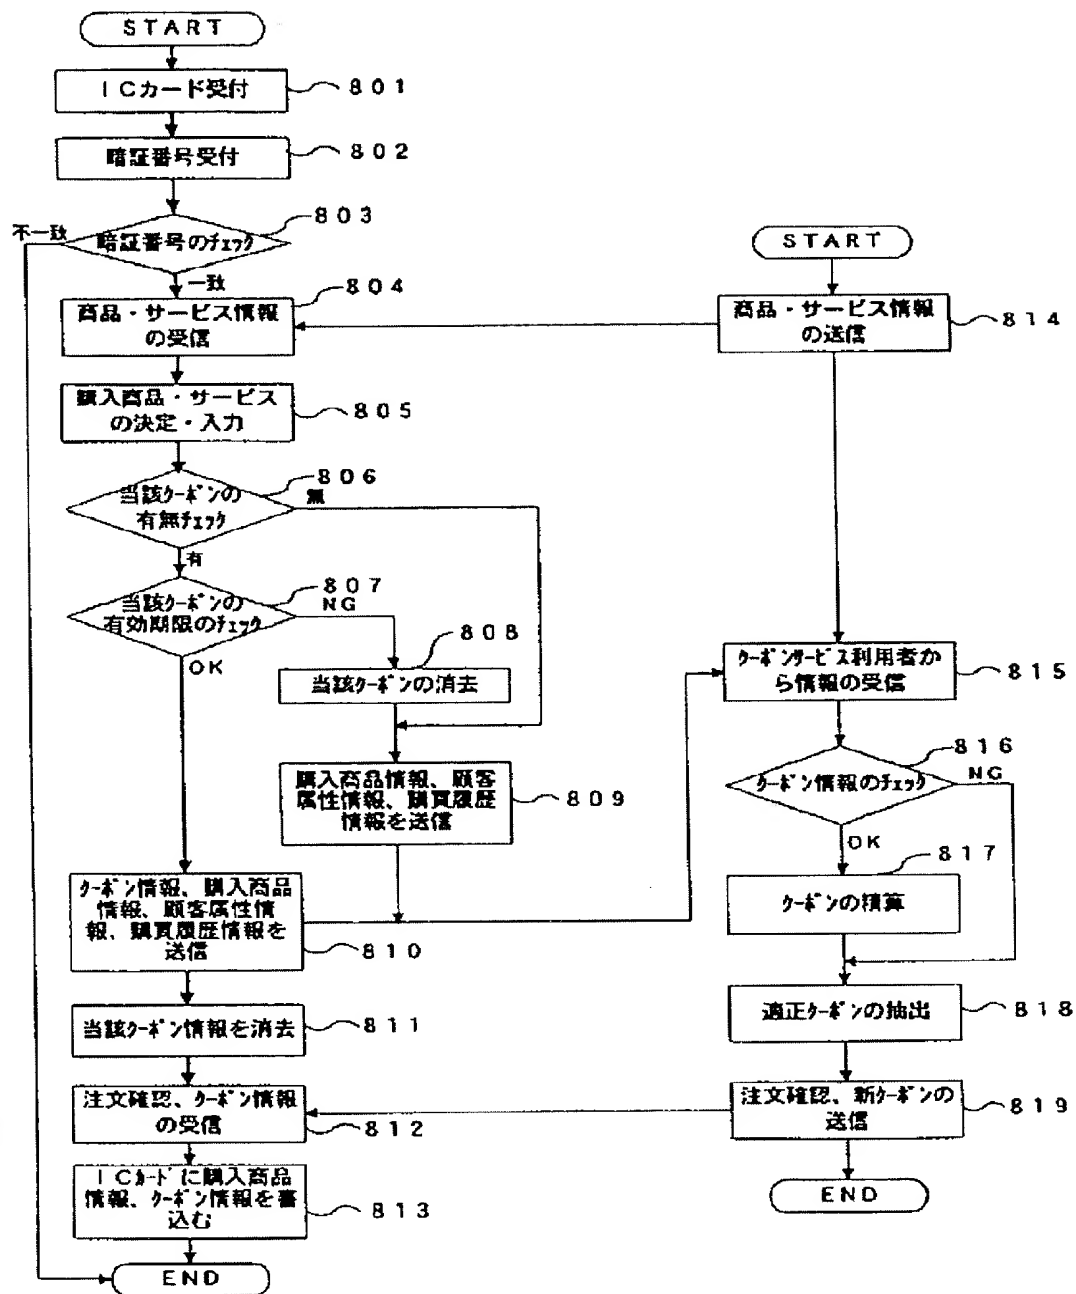 START
ICカード受付
801
暗証番号受付
802
803
不一致
暗証番号のﾁｪｯｸ
一致
804
商品・サービス情報
の受信
805
購入商品・サービス
の決定・入力
806
当該ｸｰﾎﾟﾝの
有無ﾁｪｯｸ
無
有
807
当該ｸｰﾎﾟﾝの
有効期限のﾁｪｯｸ
NG
OK
808
当該ｸｰﾎﾟﾝの消去
購入商品情報、顧客
属性情報、購買履歴
情報を送信
809
ｸｰﾎﾟﾝ情報、購入商品
情報、顧客属性情
報、購買履歴情報を
送信
810
当該ｸｰﾎﾟﾝ情報を消去
811
注文確認、ｸｰﾎﾟﾝ情報
の受信
812
ICｶｰﾄﾞに購入商品
情報、ｸｰﾎﾟﾝ情報を書
込む
813
END
START
商品・サービス情報
の送信
814
ｸｰﾎﾟﾝｻｰﾋﾞｽ利用者か
ら情報の受信
815
816
ｸｰﾎﾟﾝ情報のﾁｪｯｸ
NG
OK
817
ｸｰﾎﾟﾝの積算
適正ｸｰﾎﾟﾝの抽出
818
注文確認、新ｸｰﾎﾟﾝの
送信
819
END